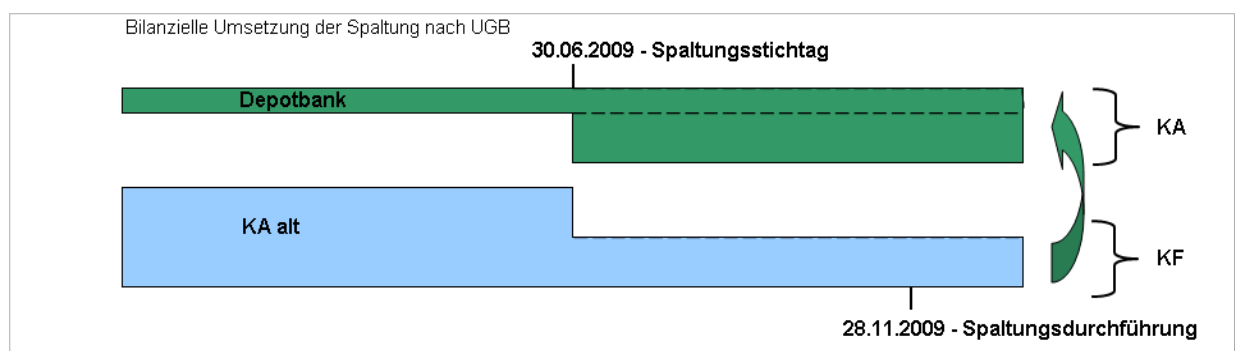 Bilanzielle Umsetzung der Spaltung nach UGB
30.06.2009 - Spaltungsstichtag
Depotbank
KA
KA alt
KF
28.11.2009 - Spaltungsdurchführung